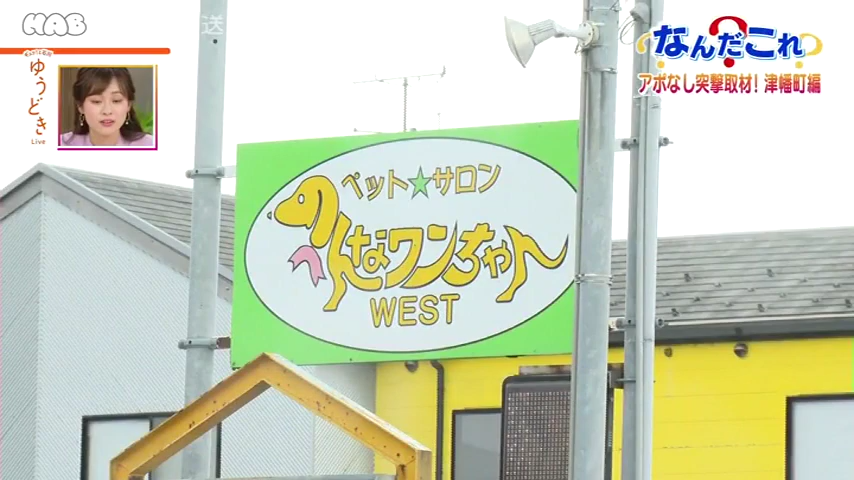 HAB
送
ゆうどき
Live
なんだこれ
??
アポなし突撃取材! 津幡町編
ペット☆サロン
のんなワンちゃん
WEST